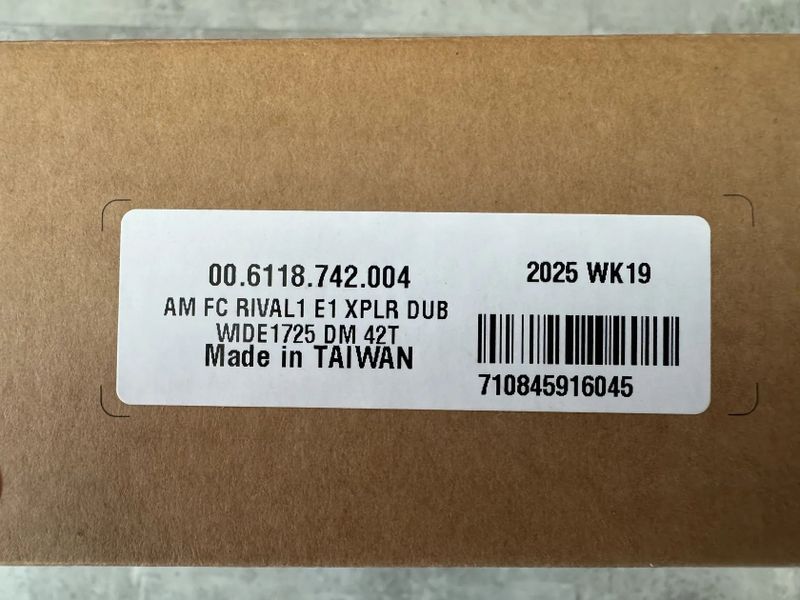 00.6118.742.004
AM FC RIVAL1 E1 XPLR DUB
WIDE1725 DM 42T
Made in TAIWAN
2025 WK19
710845916045